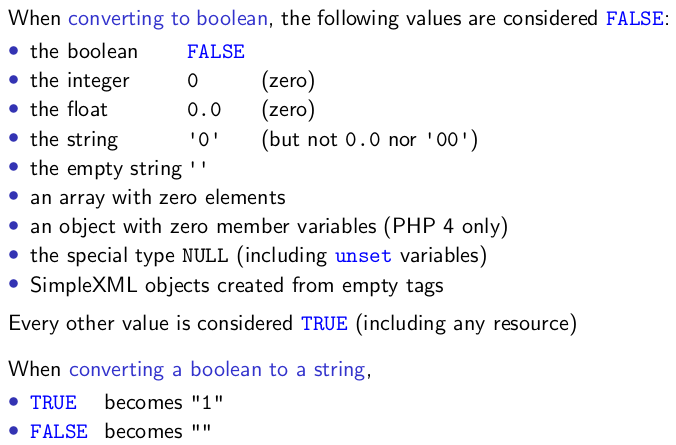 When converting to boolean, the following values are considered FALSE:
• the boolean FALSE
• the integer 0 (zero)
• the float 0.0 (zero)
• the string '0' (but not 0.0 nor '00')
• the empty string ''
• an array with zero elements
• an object with zero member variables (PHP 4 only)
• the special type NULL (including unset variables)
• SimpleXML objects created from empty tags
Every other value is considered TRUE (including any resource)
When converting a boolean to a string,
• TRUE becomes "1"
• FALSE becomes ""